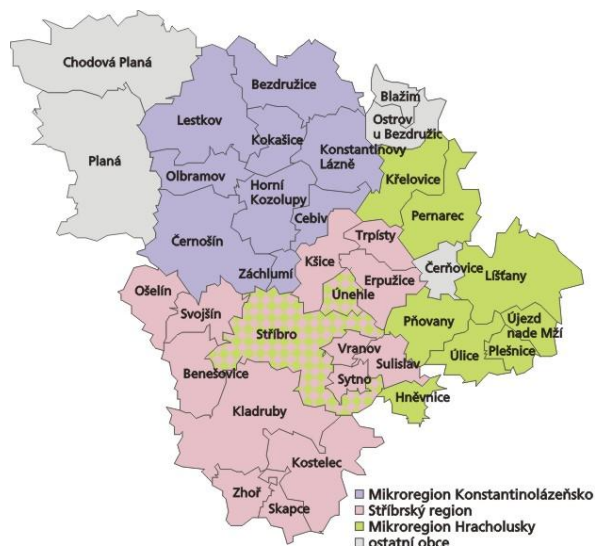 Chodová Planá
Bezdružice
Blažim
Lestkov
Ostrov
u Bezdružic
Kokašice
Konstantinovy
Lázně
Planá
Olbramov
Křelovice
Horní
Kozolupy
Pernarec
Cebiv
Trpísty
Černošín
Kšice
Záchlumí
Čerňovice
Líšťany
Erpužice
Ošelín
Únehle
Svojšín
Pňovany
Újezd
nade Mží
Stříbro
Vranov
Úlice
Plešnice
Sulislav
Benešovice
Sytno
Hněvnice
Kladruby
Kostelec
Zhoř
Skapce
Mikroregion Konstantinolázeňsko
Stříbrský region
Mikroregion Hracholusky
ostatní obce